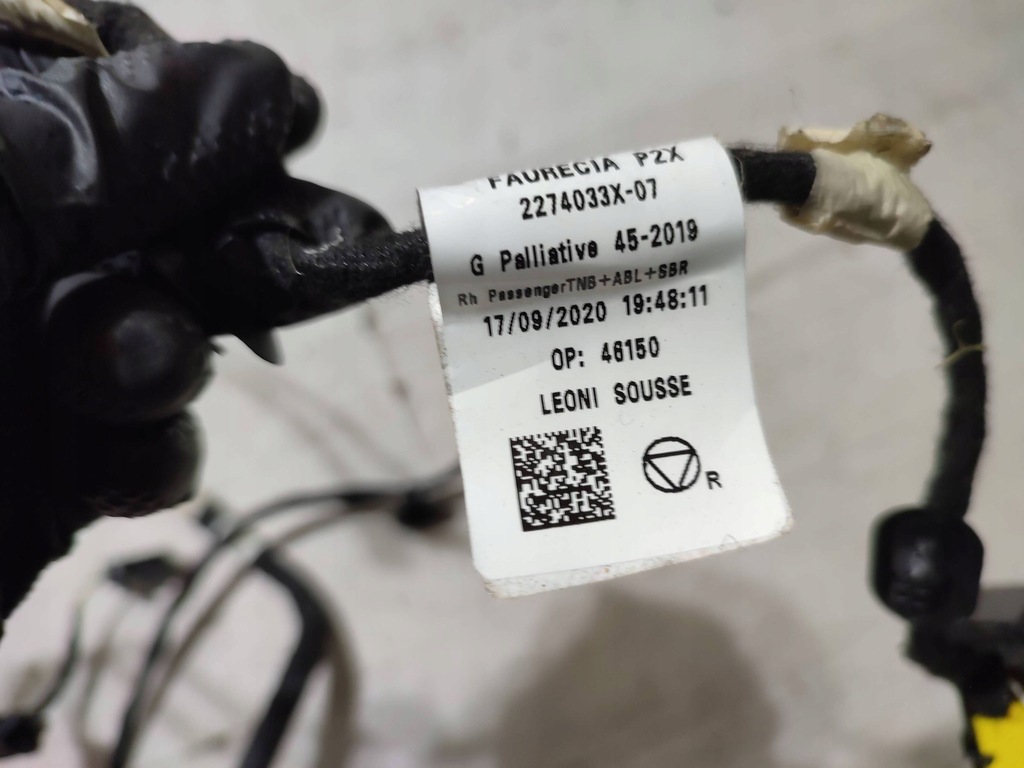 FAURECIA P2X
2274033X-07
G Palliative 45-2019
Rh PassengerTNB+ABL+SBR
17/09/2020 19:48:11
OP: 46150
LEONI SOUSSE
R